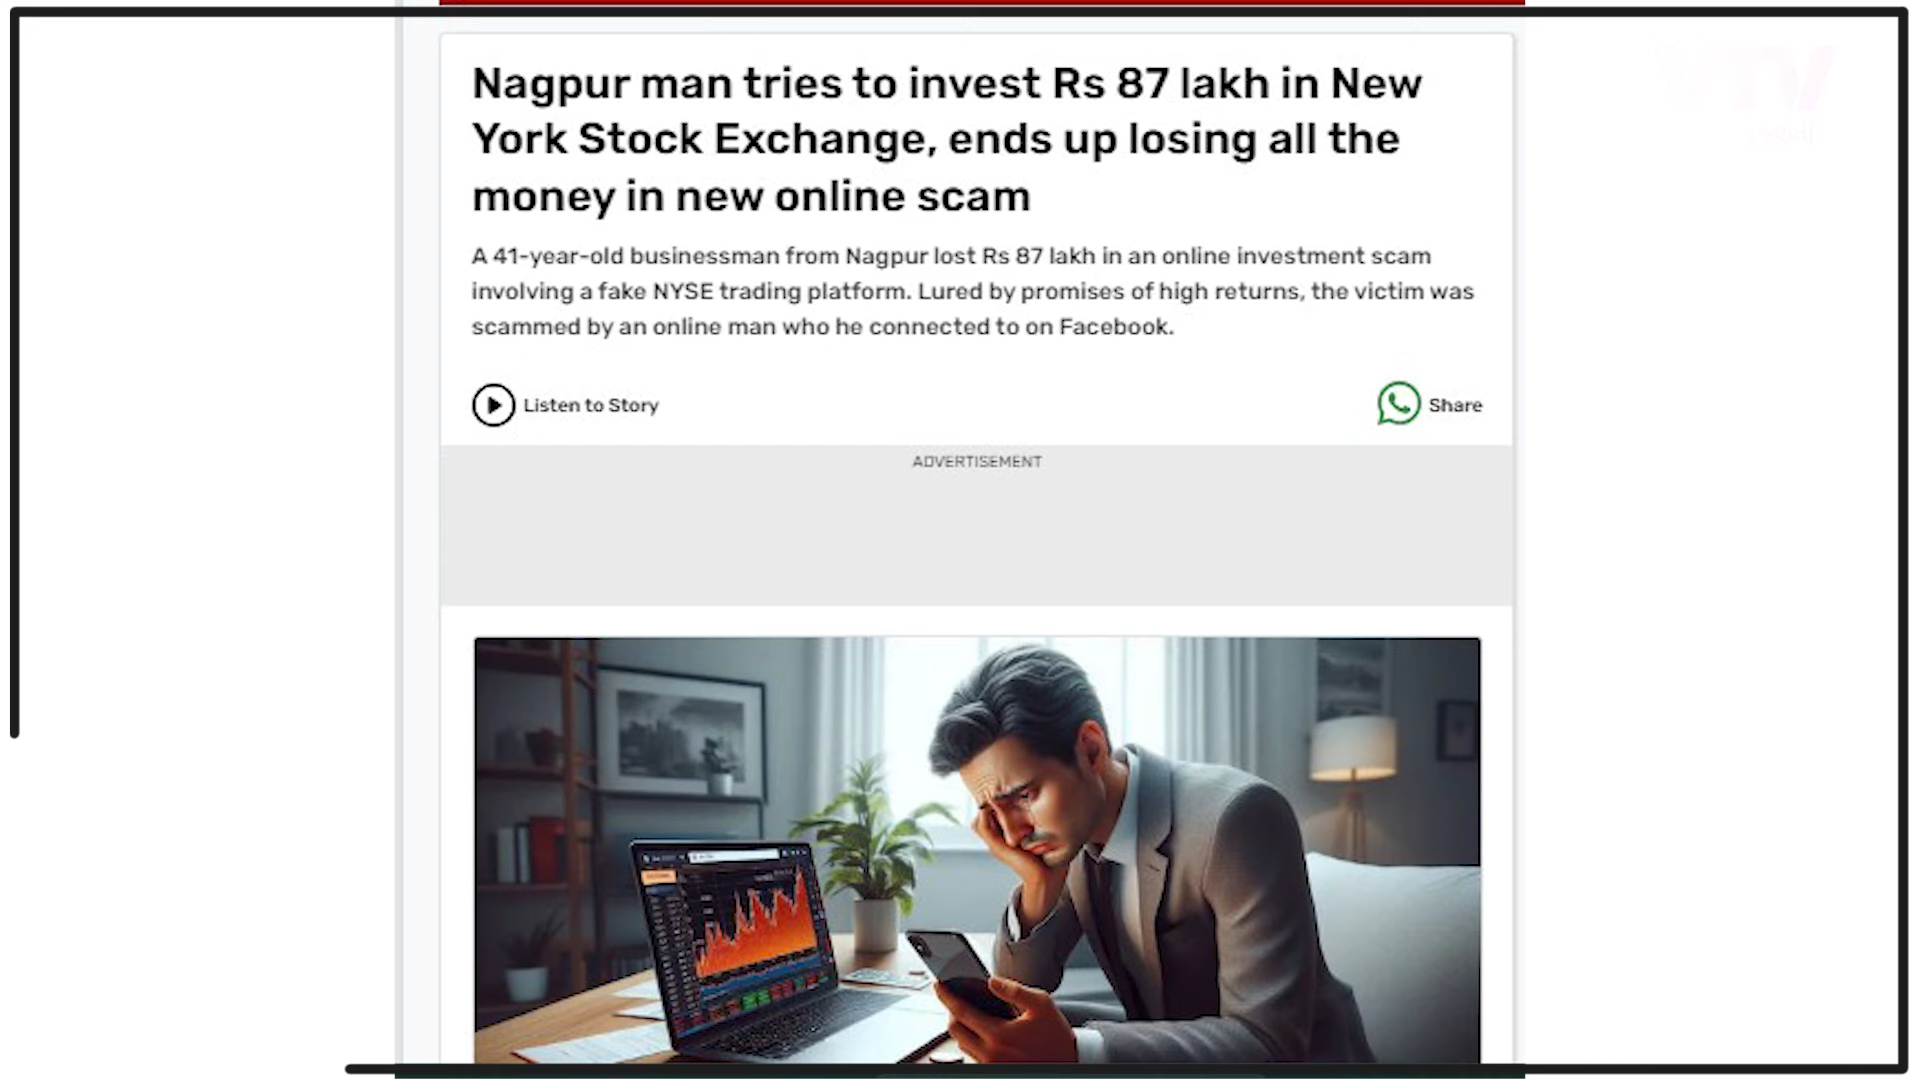 Nagpur man tries to invest Rs 87 lakh in New
York Stock Exchange, ends up losing all the
money in new online scam
A 41-year-old businessman from Nagpur lost Rs 87 lakh in an online investment scam
involving a fake NYSE trading platform. Lured by promises of high returns, the victim was
scammed by an online man who he connected to on Facebook.
Listen to Story
Share
ADVERTISEMENT